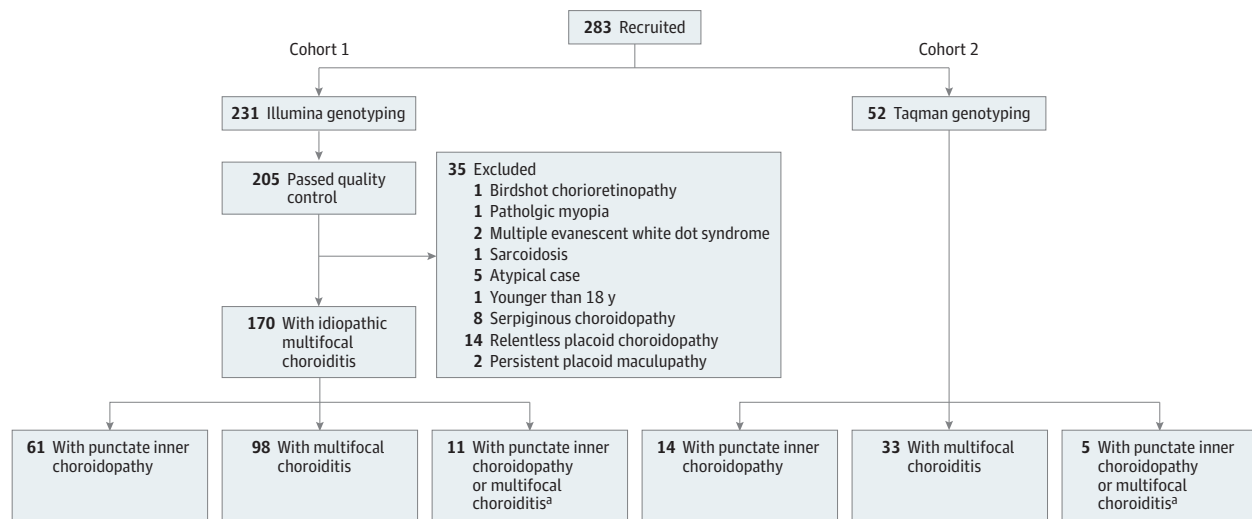 283 Recruited
Cohort 1
Cohort 2
231 Illumina genotyping
52 Taqman genotyping
205 Passed quality
control
35 Excluded
1 Birdshot chorioretinopathy
1 Patholgic myopia
2 Multiple evanescent white dot syndrome
1 Sarcoidosis
5 Atypical case
1 Younger than 18 y
8 Serpiginous choroidopathy
14 Relentless placoid choroidopathy
2 Persistent placoid maculupathy
170 With idiopathic
multifocal
choroiditis
61 With punctate inner
choroidopathy
98 With multifocal
choroiditis
11 With punctate inner
choroidopathy
or multifocal
choroiditisa
14 With punctate inner
choroidopathy
33 With multifocal
choroiditis
5 With punctate inner
choroidopathy
or multifocal
choroiditisa